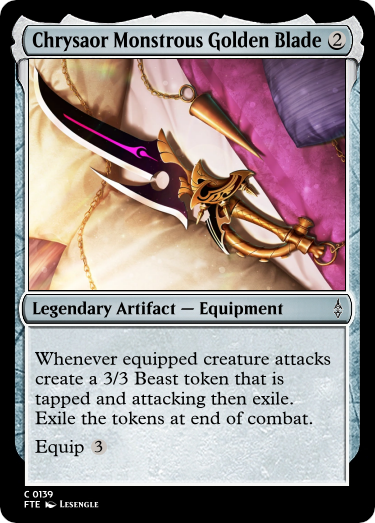 Chrysaor Monstrous Golden Blade 2
Legendary Artifact — Equipment
Whenever equipped creature attacks
create a 3/3 Beast token that is
tapped and attacking then exile.
Exile the tokens at end of combat.
Equip 3
C 0139
FTE Lesengle